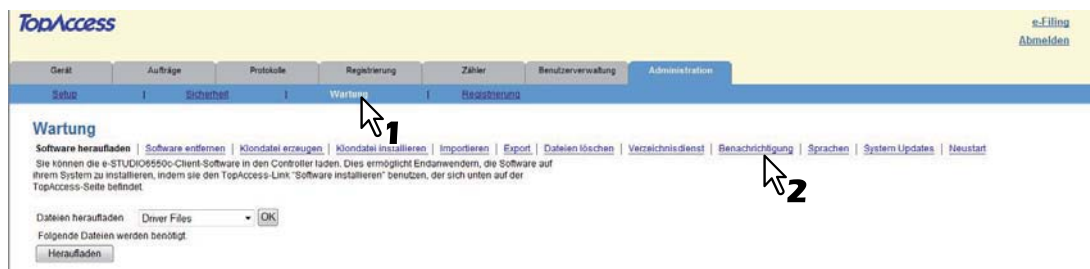 TopAccess
e-Filing
Abmelden
Gerät Aufträge Protokolle Registrierung Zähler Benutzerverwaltung Administration
Setup | Sicherheit | Wartung | Registrierung
1
Wartung
Software heraufladen | Software entfernen | Klondatei erzeugen | Klondatei installieren | Importieren | Export | Dateien löschen | Verzeichnisdienst | Benachrichtigung | Sprachen | System Updates | Neustart
Sie können die e-STUDIO6550c-Client-Software in den Controller laden. Dies ermöglicht Endanwendern, die Software auf
ihrem System zu installieren, indem sie den TopAccess-Link "Software installieren" benutzen, der sich unten auf der
TopAccess-Seite befindet.
2
Dateien heraufladen Driver Files OK
Folgende Dateien werden benötigt.
Heraufladen